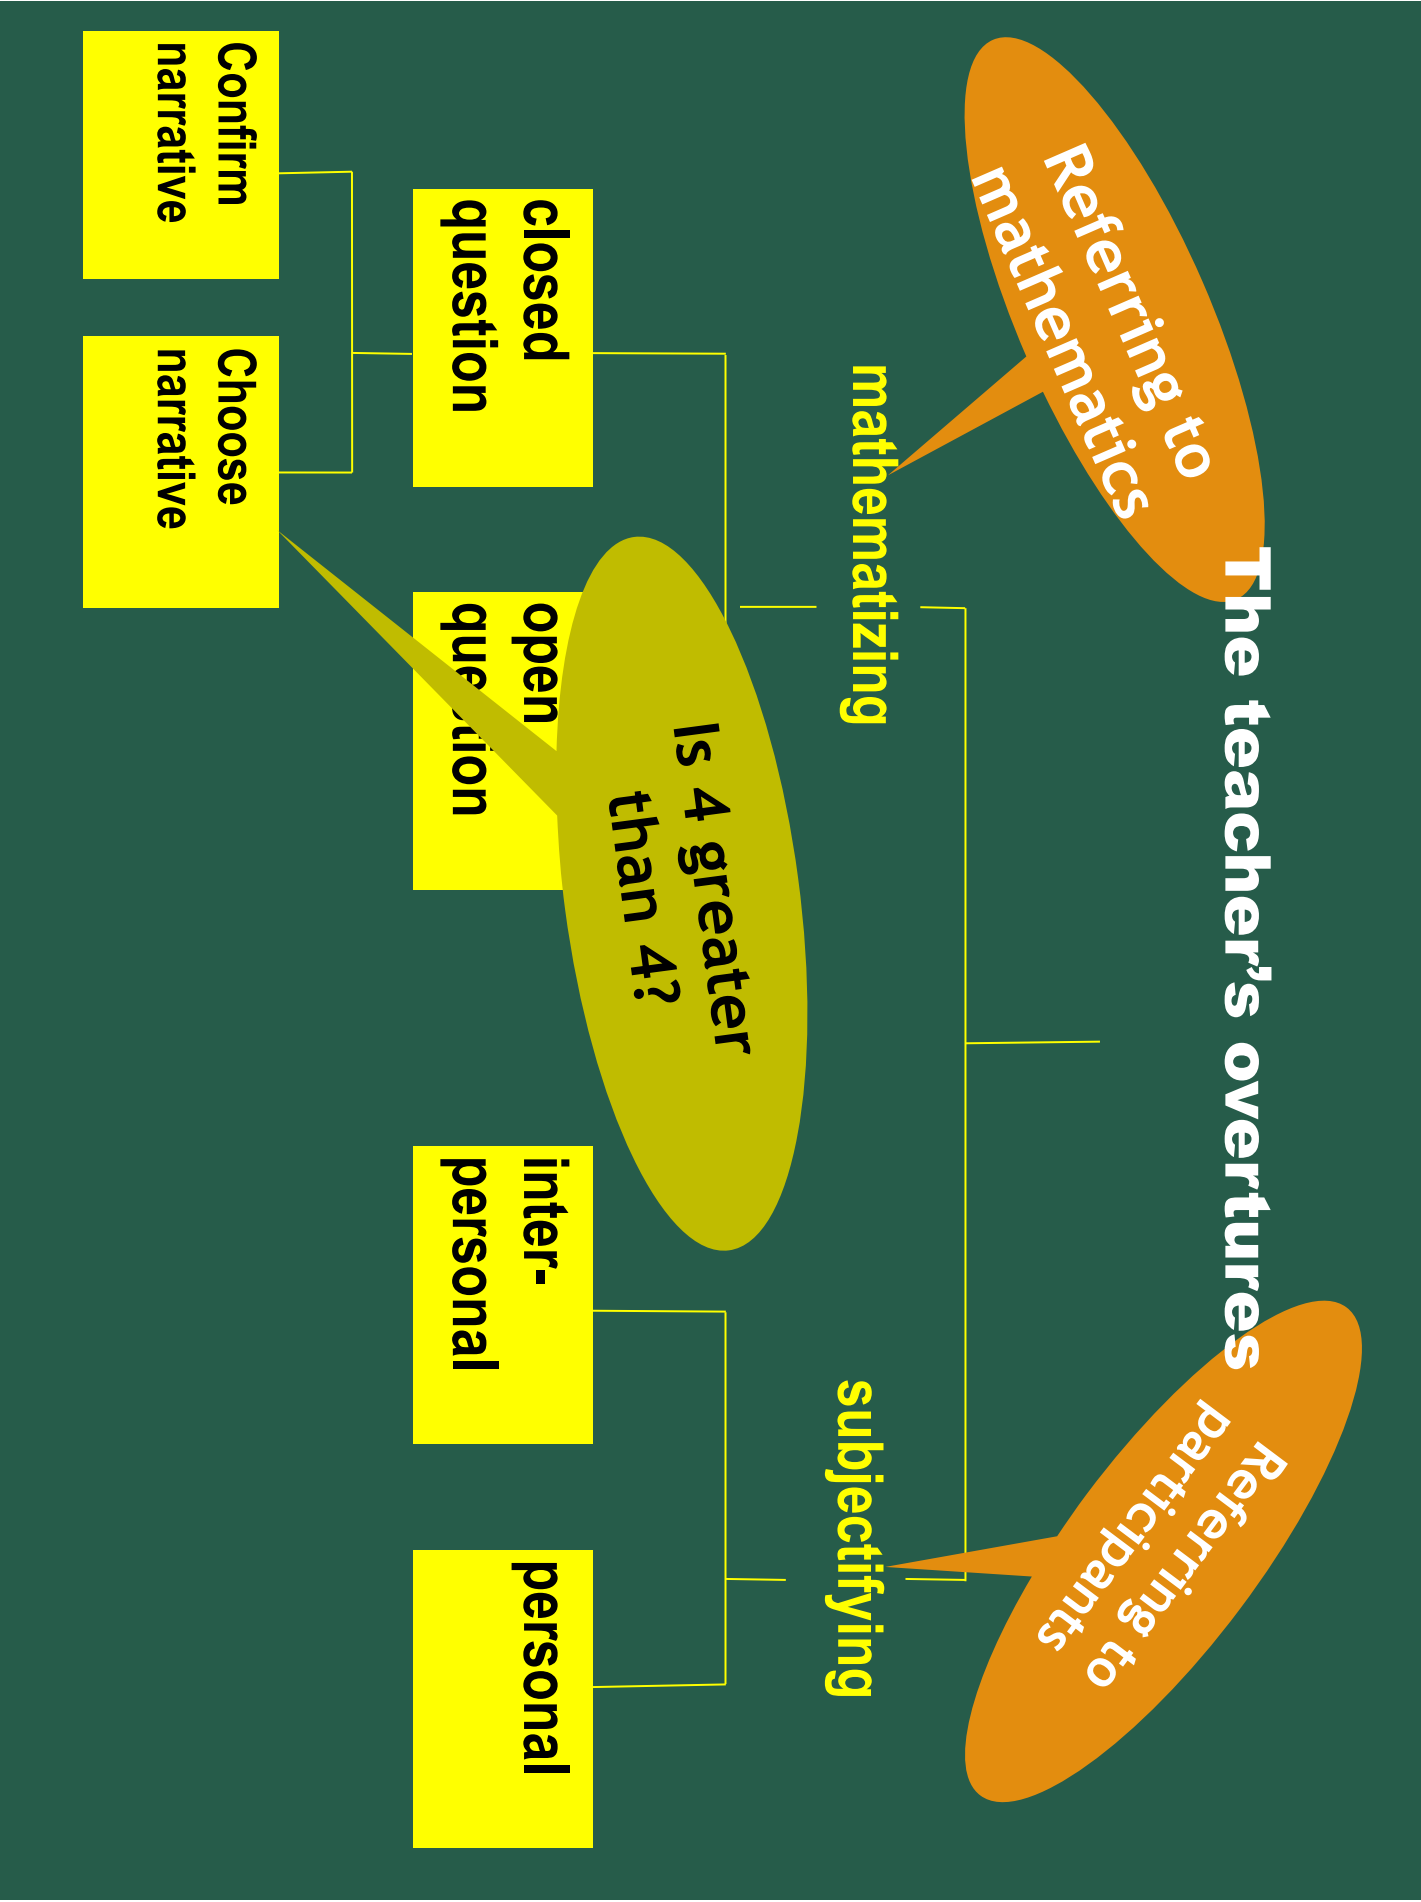 The teacher’s overtures
Referring to
mathematics
Referring to
participants
mathematizing
subjectifying
Is 4 greater
than 4?
closed
question
open
question
inter-
personal
personal
Confirm
narrative
Choose
narrative